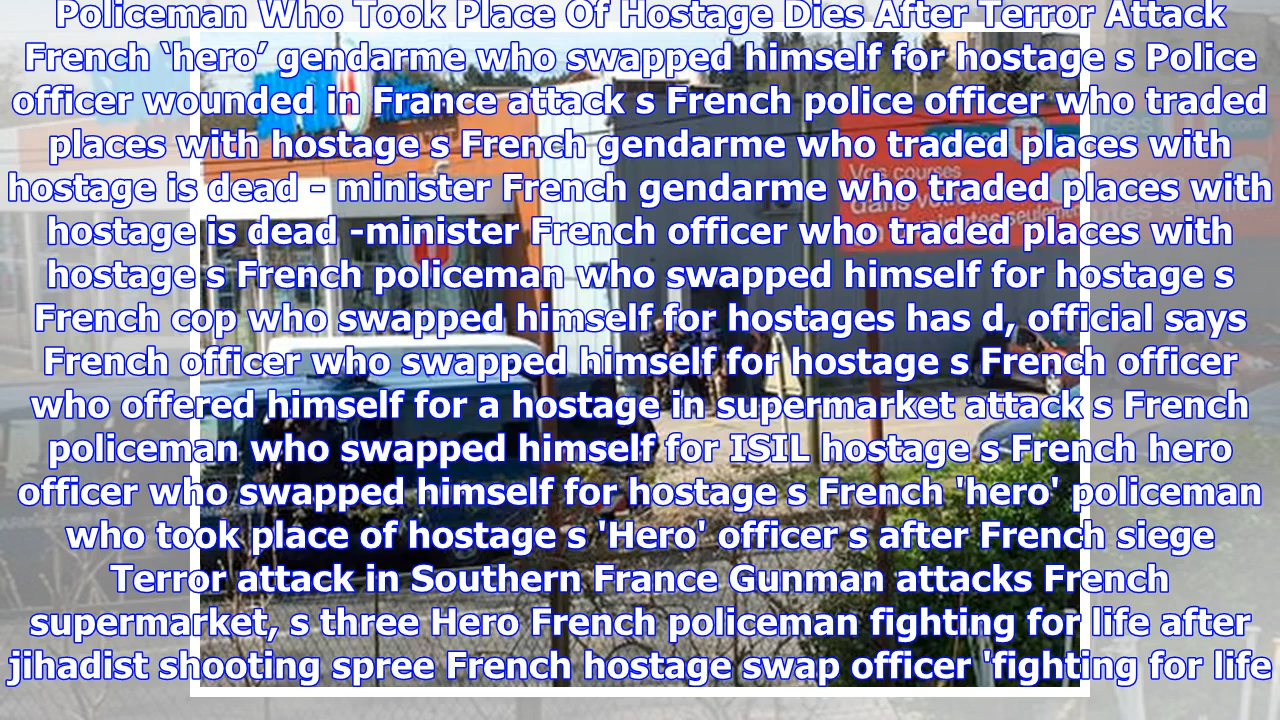 Policeman Who Took Place Of Hostage Dies After Terror Attack
French ‘hero’ gendarme who swapped himself for hostage s Police
officer wounded in France attack s French police officer who traded
places with hostage s French gendarme who traded places with
hostage is dead - minister French gendarme who traded places with
hostage is dead -minister French officer who traded places with
hostage s French policeman who swapped himself for hostage s
French cop who swapped himself for hostages has d, official says
French officer who swapped himself for hostage s French officer
who offered himself for a hostage in supermarket attack s French
policeman who swapped himself for ISIL hostage s French hero
officer who swapped himself for hostage s French 'hero' policeman
who took place of hostage s 'Hero' officer s after French siege
Terror attack in Southern France Gunman attacks French
supermarket, s three Hero French policeman fighting for life after
jihadist shooting spree French hostage swap officer 'fighting for life
Vos courses
dans